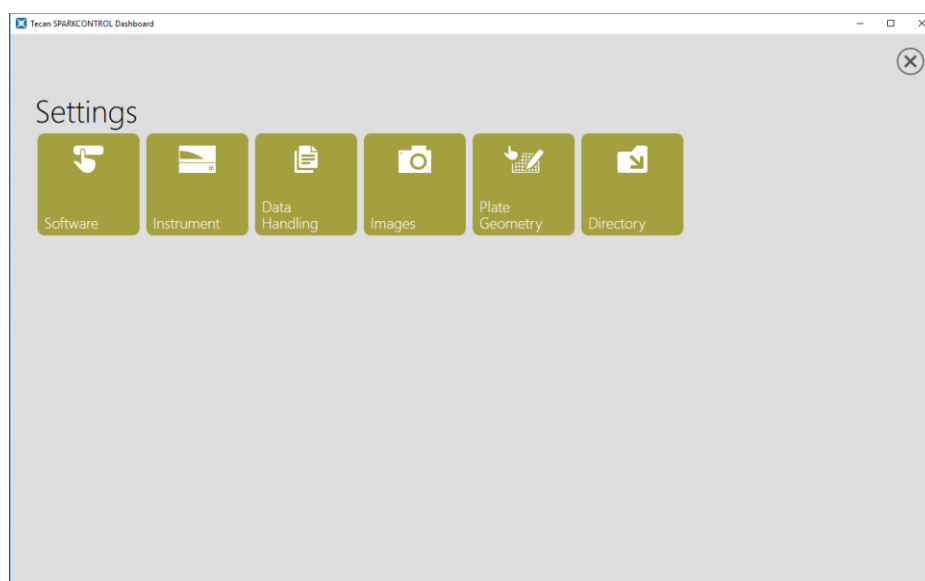 Tecan SPARKCONTROL Dashboard
Settings
Software
Instrument
Data
Handling
Images
Plate
Geometry
Directory